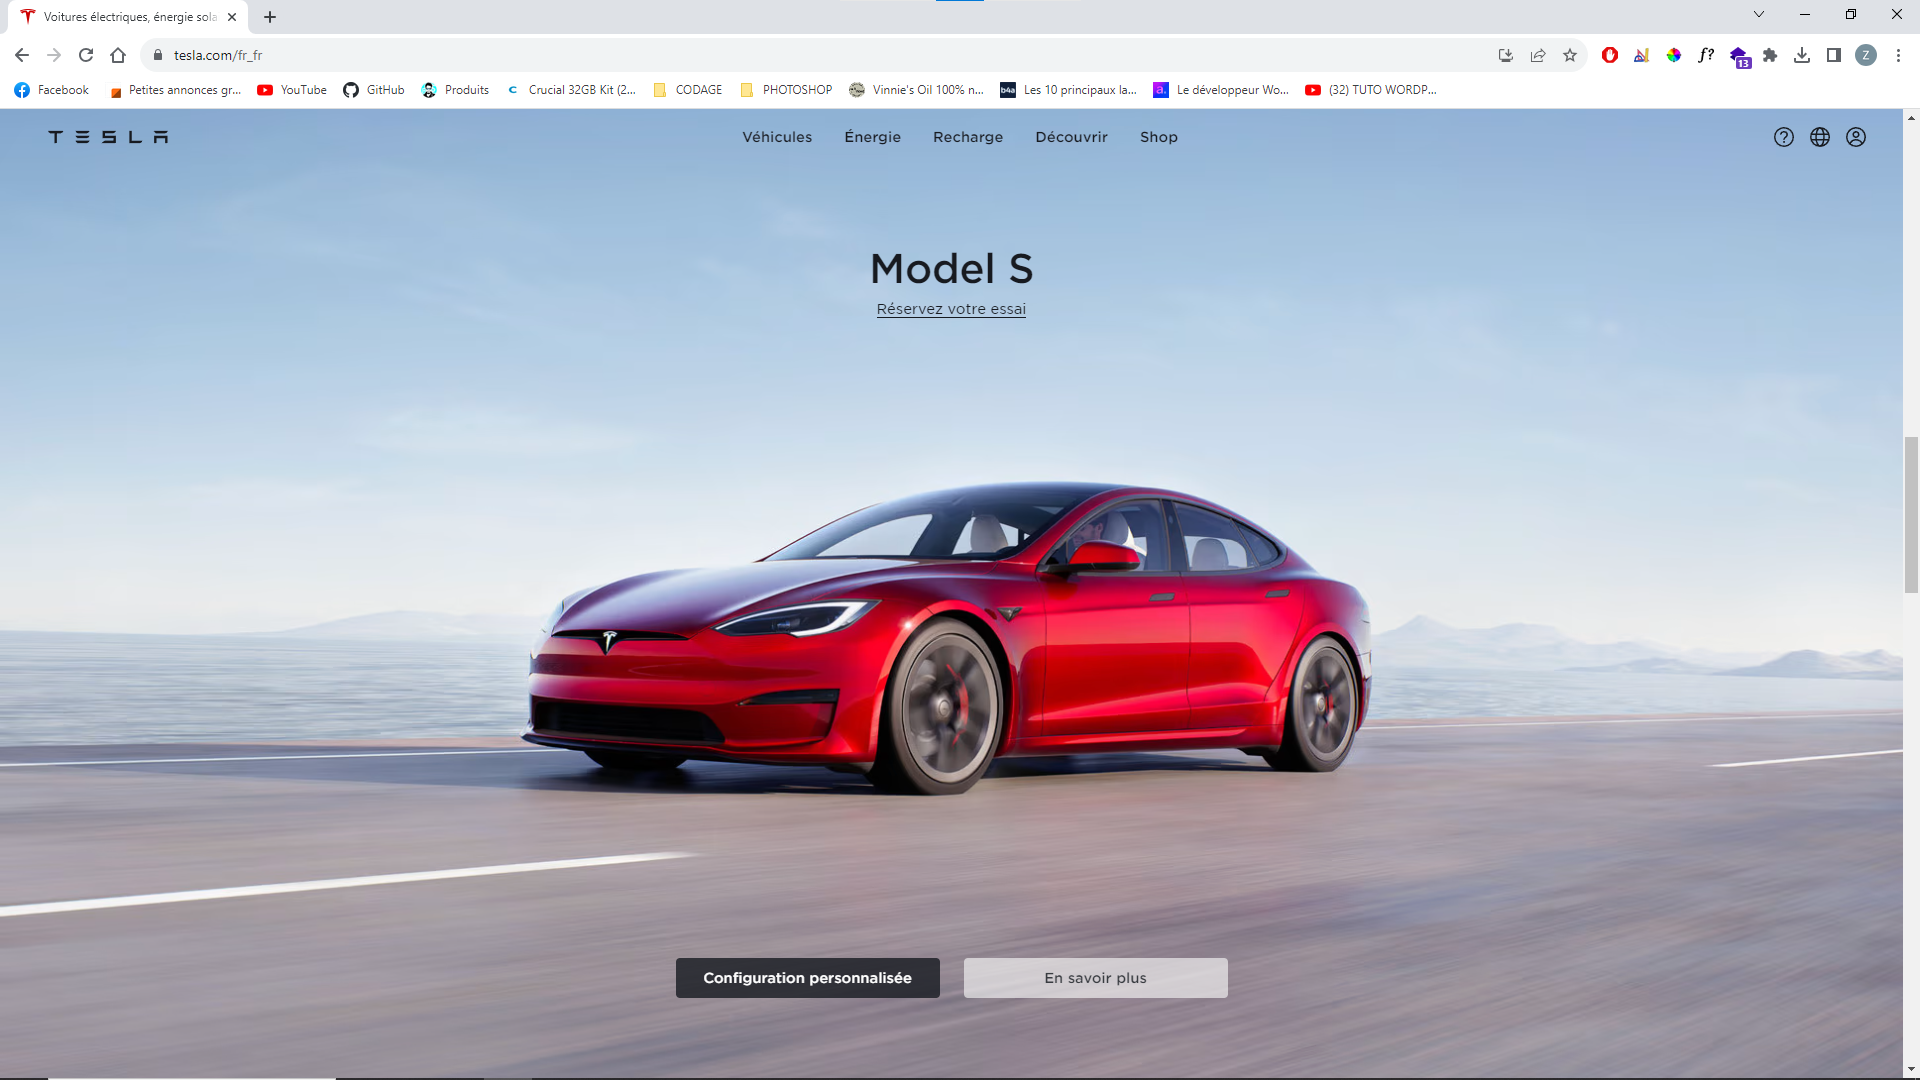 Voitures électriques, énergie sola
tesla.com/fr_fr
f?
13
Z
Facebook
Petites annonces gr...
YouTube
GitHub
Produits
Crucial 32GB Kit (2...
CODAGE
PHOTOSHOP
Vinnie's Oil 100% n...
b4a
Les 10 principaux la...
a.
Le développeur Wo...
(32) TUTO WORDP...
TESLA
Véhicules
Énergie
Recharge
Découvrir
Shop
Model S
Réservez votre essai
Configuration personnalisée
En savoir plus